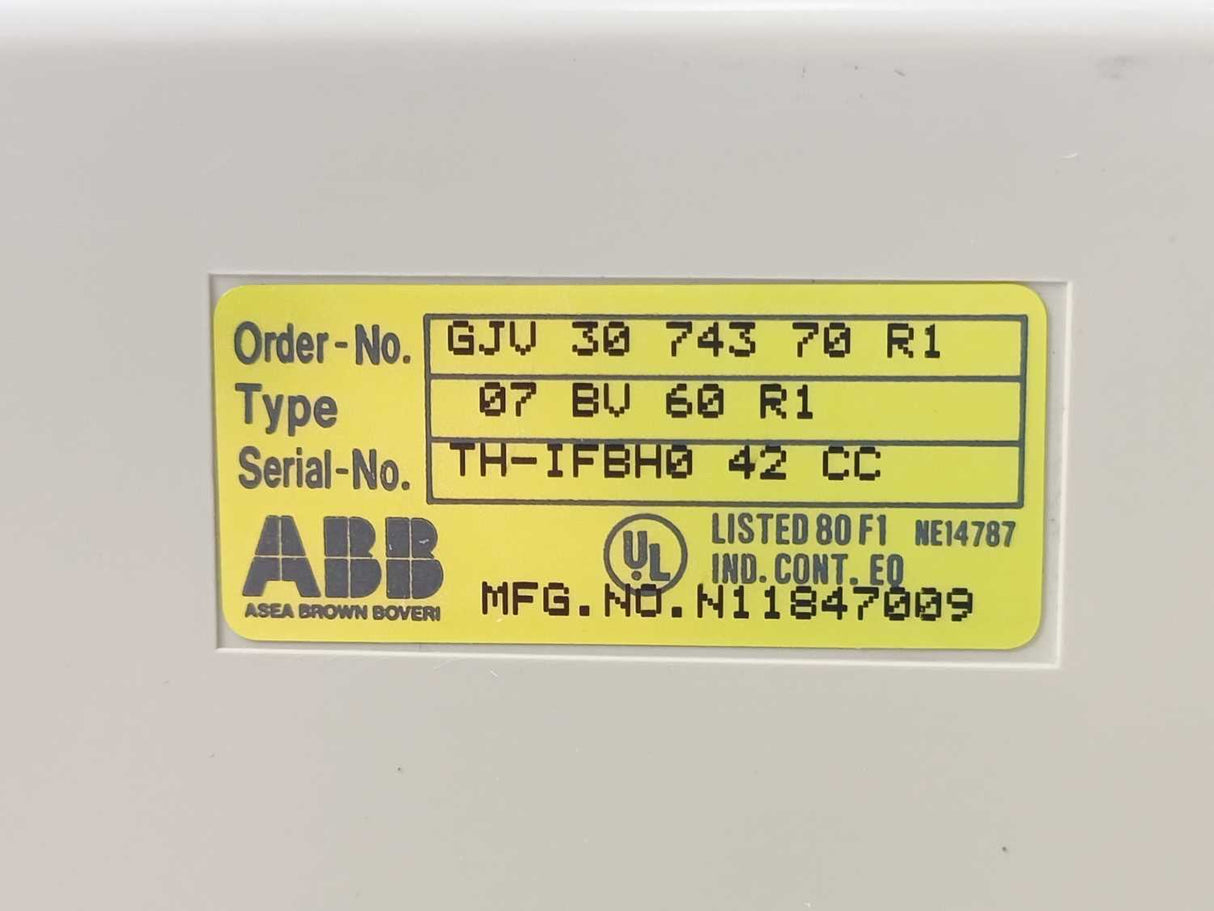 Order-No. GJV 30 743 70 R1
Type 07 BV 60 R1
Serial-No. TH-IFBH0 42 CC
ABB
ASEA BROWN BOVERI
UL LISTED 80 F1 NE14787
IND. CONT. EQ
MFG.NO.N11847009